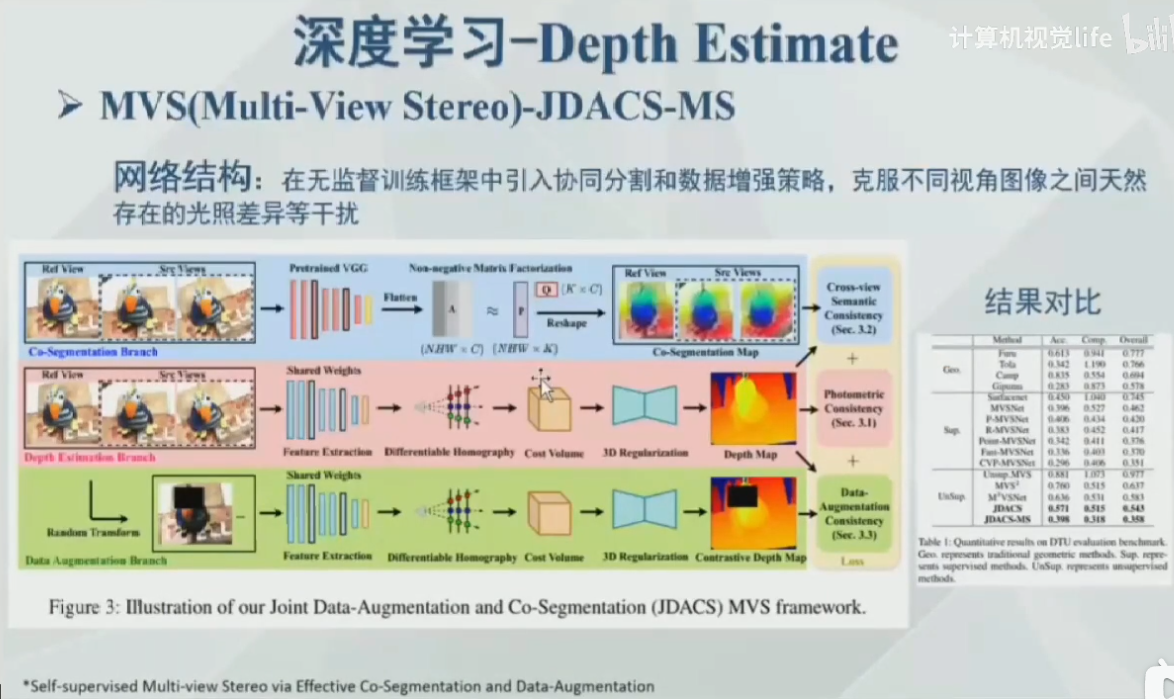 深度学习-Depth Estimate
计算机视觉life
bili
➢ MVS(Multi-View Stereo)-JDACS-MS
网络结构：在无监督训练框架中引入协同分割和数据增强策略，克服不同视角图像之间天然
存在的光照差异等干扰
Ref View Src Views Pretrained VGG Non-negative Matrix Factorization Ref View Src Views
Flatten A ≈ P Q (K × C) Reshape
(NHW × C) (NHW × K)
Co-Segmentation Branch Co-Segmentation Map
Cross-view
Semantic
Consistency
(Sec. 3.2)
+
Ref View Src Views Shared Weights
Depth Estimation Branch Feature Extraction Differentiable Homography Cost Volume 3D Regularization Depth Map
Photometric
Consistency
(Sec. 3.1)
+
Random Transform Shared Weights
Data Augmentation Branch Feature Extraction Differentiable Homography Cost Volume 3D Regularization Contrastive Depth Map
Data-
Augmentation
Consistency
(Sec. 3.3)
Loss
Figure 3: Illustration of our Joint Data-Augmentation and Co-Segmentation (JDACS) MVS framework.
结果对比
Method Acc. Comp. Overall
Geo.
Furu 0.613 0.941 0.777
Tola 0.342 1.190 0.766
Camp 0.835 0.554 0.694
Gipuma 0.283 0.873 0.578
Sup.
Surfacenet 0.450 1.040 0.745
MVSNet 0.396 0.527 0.462
P-MVSNet 0.406 0.434 0.420
R-MVSNet 0.383 0.452 0.417
Point-MVSNet 0.342 0.411 0.376
Fast-MVSNet 0.336 0.403 0.370
CVP-MVSNet 0.296 0.406 0.351
UnSup.
Unsup MVS 0.881 1.073 0.977
MVS² 0.760 0.515 0.637
M³VSNet 0.636 0.531 0.583
JDACS 0.571 0.515 0.543
JDACS-MS 0.398 0.318 0.358
Table 1: Quantitative results on DTU evaluation benchmark.
Geo. represents traditional geometric methods. Sup. repre-
sents supervised methods. UnSup. represents unsupervised
methods.
*Self-supervised Multi-view Stereo via Effective Co-Segmentation and Data-Augmentation